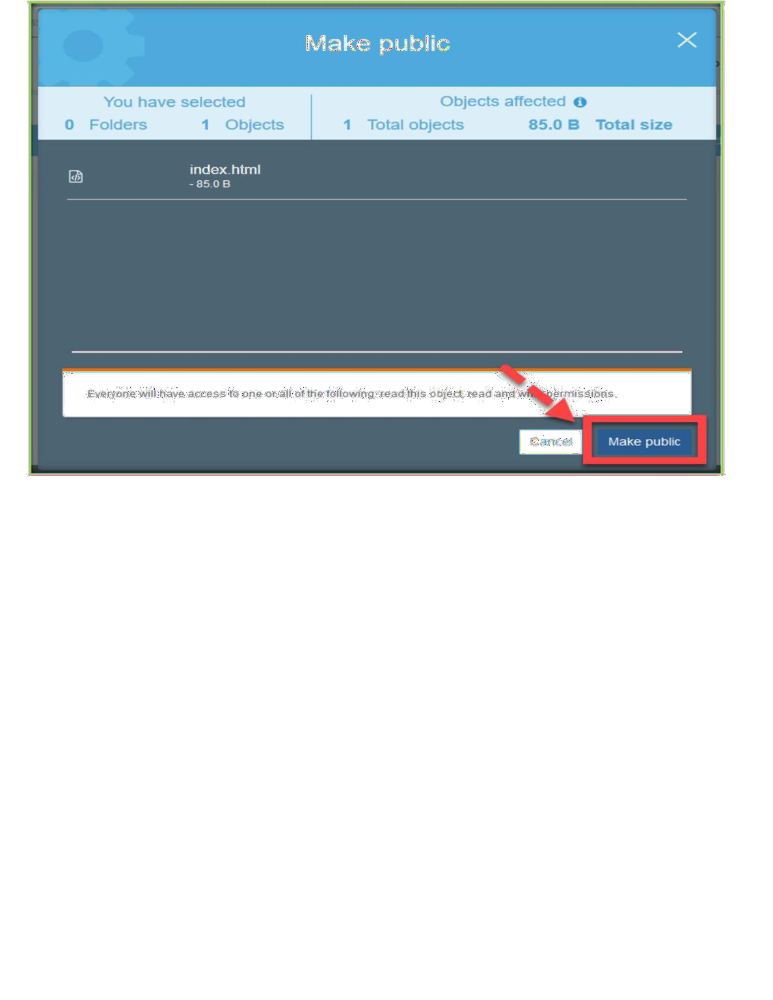 Make public
You have selected
0 Folders 1 Objects
Objects affected
1 Total objects 85.0 B Total size
index.html
- 85.0 B
Everyone will have access to one or all of the following: read this object, read and permissions.
Cancel
Make public